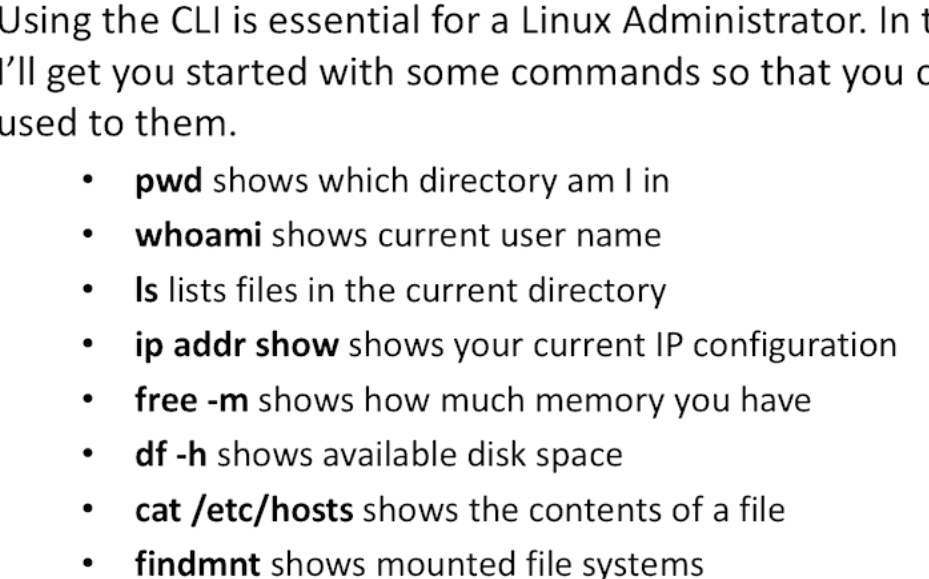 Using the CLI is essential for a Linux Administrator. In
I'll get you started with some commands so that you
used to them.
• pwd shows which directory am I in
• whoami shows current user name
• ls lists files in the current directory
• ip addr show shows your current IP configuration
• free -m shows how much memory you have
• df -h shows available disk space
• cat /etc/hosts shows the contents of a file
• findmnt shows mounted file systems